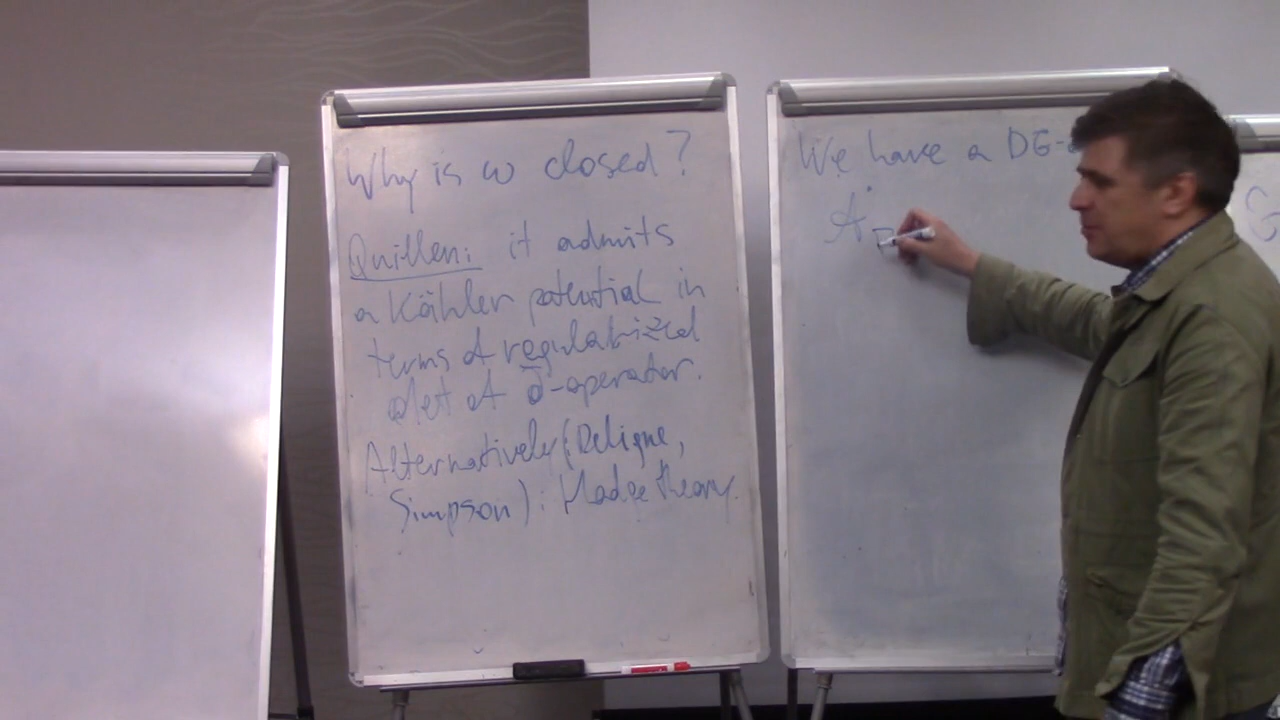 Why is ω closed?
Quillen: it admits
a Kähler potential in
terms of regularized
det of ∂̄-operator.
Alternatively (Deligne,
Simpson): Hodge theory.
We have a DG-
A